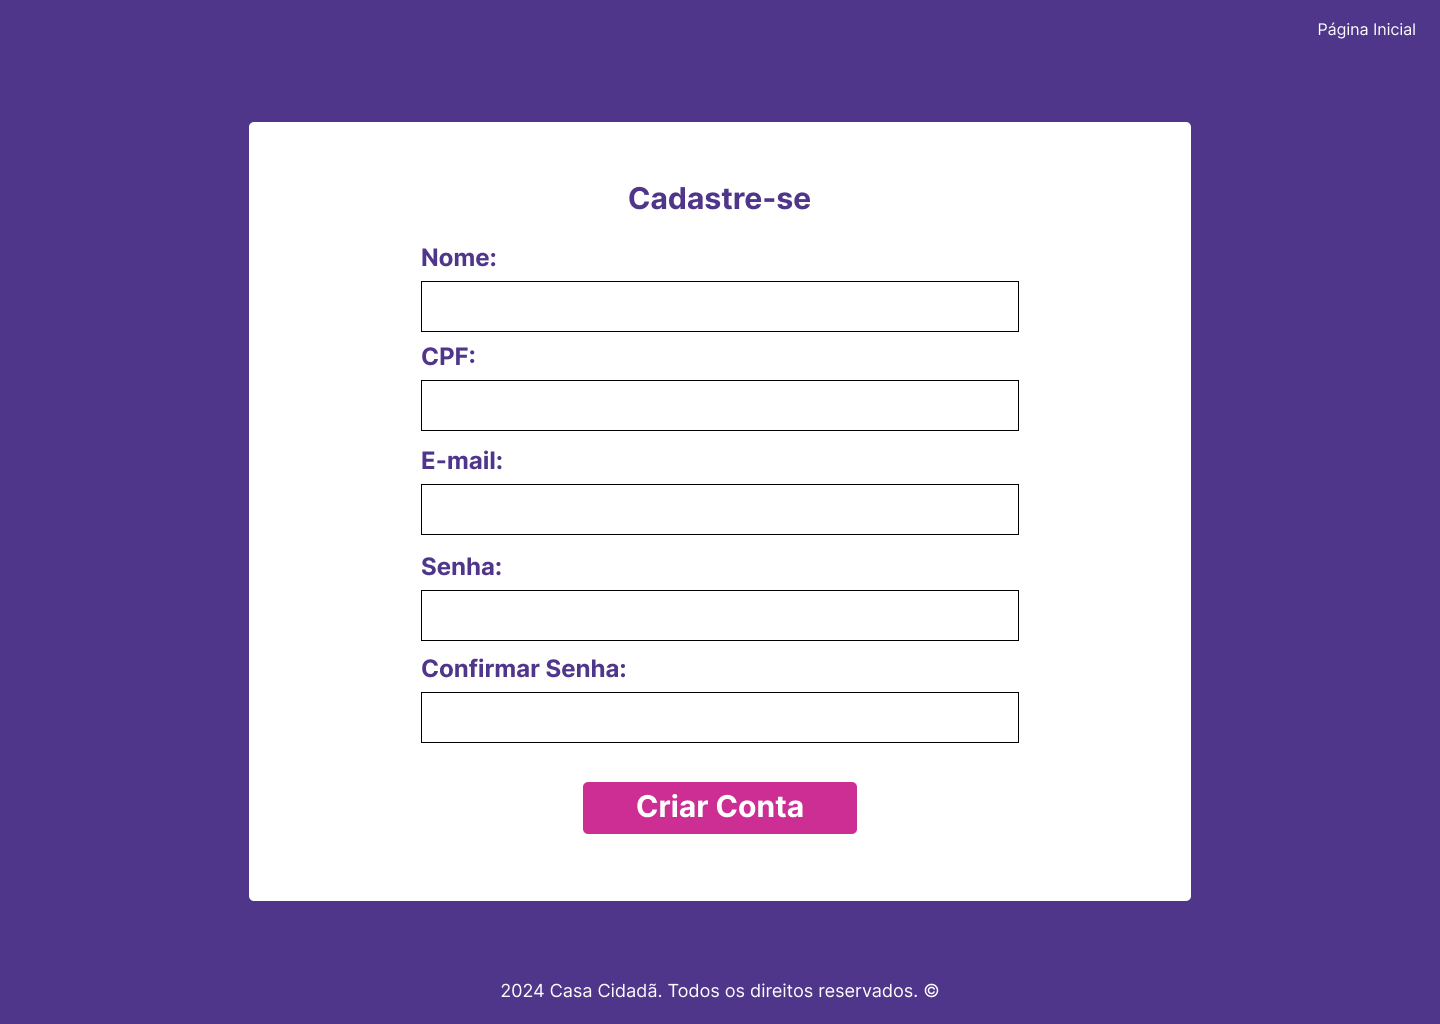 Página Inicial
Cadastre-se
Nome:
CPF:
E-mail:
Senha:
Confirmar Senha:
Criar Conta
2024 Casa Cidadã. Todos os direitos reservados. ©